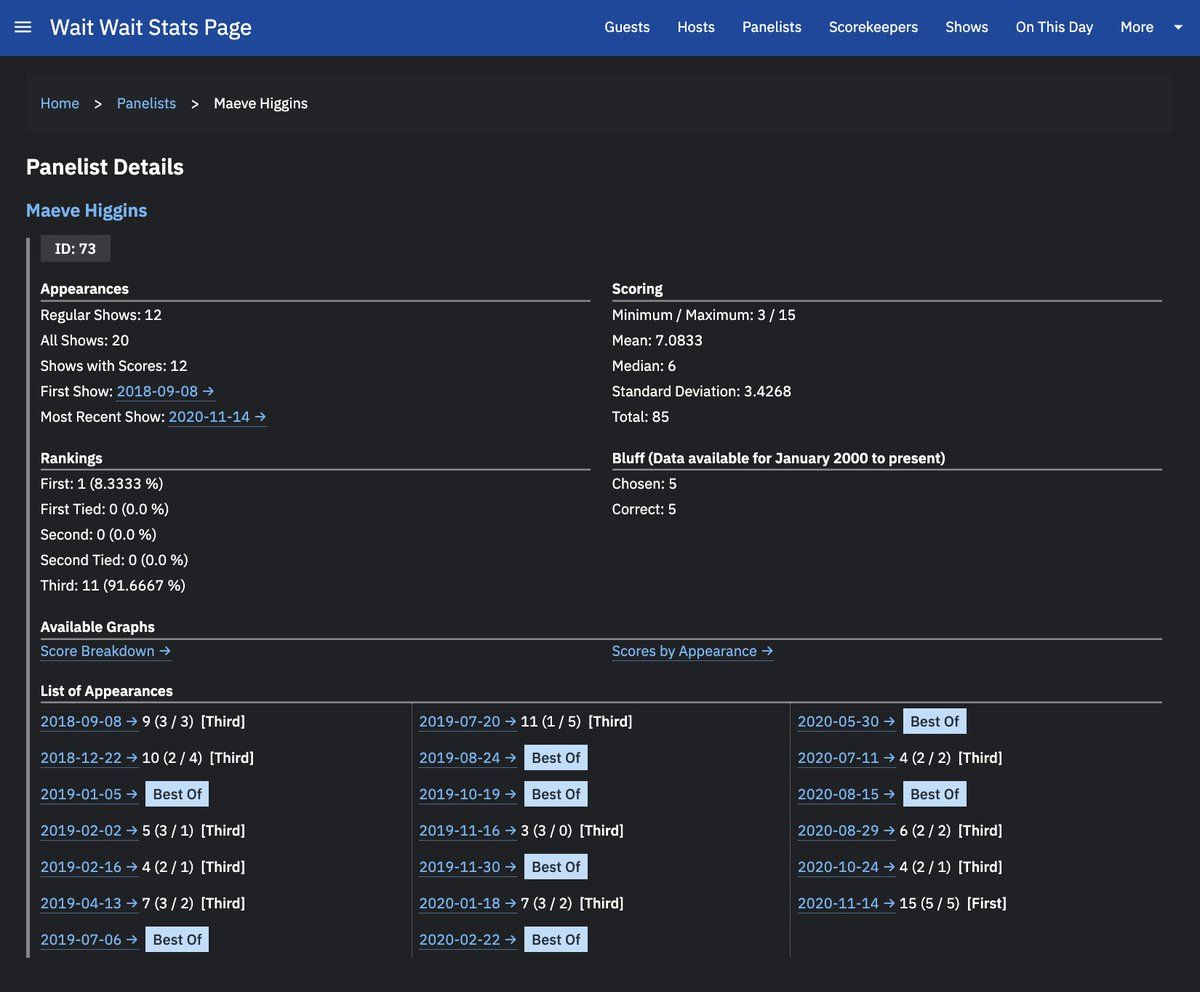 Wait Wait Stats Page
Guests Hosts Panelists Scorekeepers Shows On This Day More
Home > Panelists > Maeve Higgins
Panelist Details
Maeve Higgins
ID: 73
Appearances
Regular Shows: 12
All Shows: 20
Shows with Scores: 12
First Show: 2018-09-08 →
Most Recent Show: 2020-11-14 →
Scoring
Minimum / Maximum: 3 / 15
Mean: 7.0833
Median: 6
Standard Deviation: 3.4268
Total: 85
Rankings
First: 1 (8.3333 %)
First Tied: 0 (0.0 %)
Second: 0 (0.0 %)
Second Tied: 0 (0.0 %)
Third: 11 (91.6667 %)
Bluff (Data available for January 2000 to present)
Chosen: 5
Correct: 5
Available Graphs
Score Breakdown →
Scores by Appearance →
List of Appearances
2018-09-08 → 9 (3 / 3) [Third]
2018-12-22 → 10 (2 / 4) [Third]
2019-01-05 → Best Of
2019-02-02 → 5 (3 / 1) [Third]
2019-02-16 → 4 (2 / 1) [Third]
2019-04-13 → 7 (3 / 2) [Third]
2019-07-06 → Best Of
2019-07-20 → 11 (1 / 5) [Third]
2019-08-24 → Best Of
2019-10-19 → Best Of
2019-11-16 → 3 (3 / 0) [Third]
2019-11-30 → Best Of
2020-01-18 → 7 (3 / 2) [Third]
2020-02-22 → Best Of
2020-05-30 → Best Of
2020-07-11 → 4 (2 / 2) [Third]
2020-08-15 → Best Of
2020-08-29 → 6 (2 / 2) [Third]
2020-10-24 → 4 (2 / 1) [Third]
2020-11-14 → 15 (5 / 5) [First]